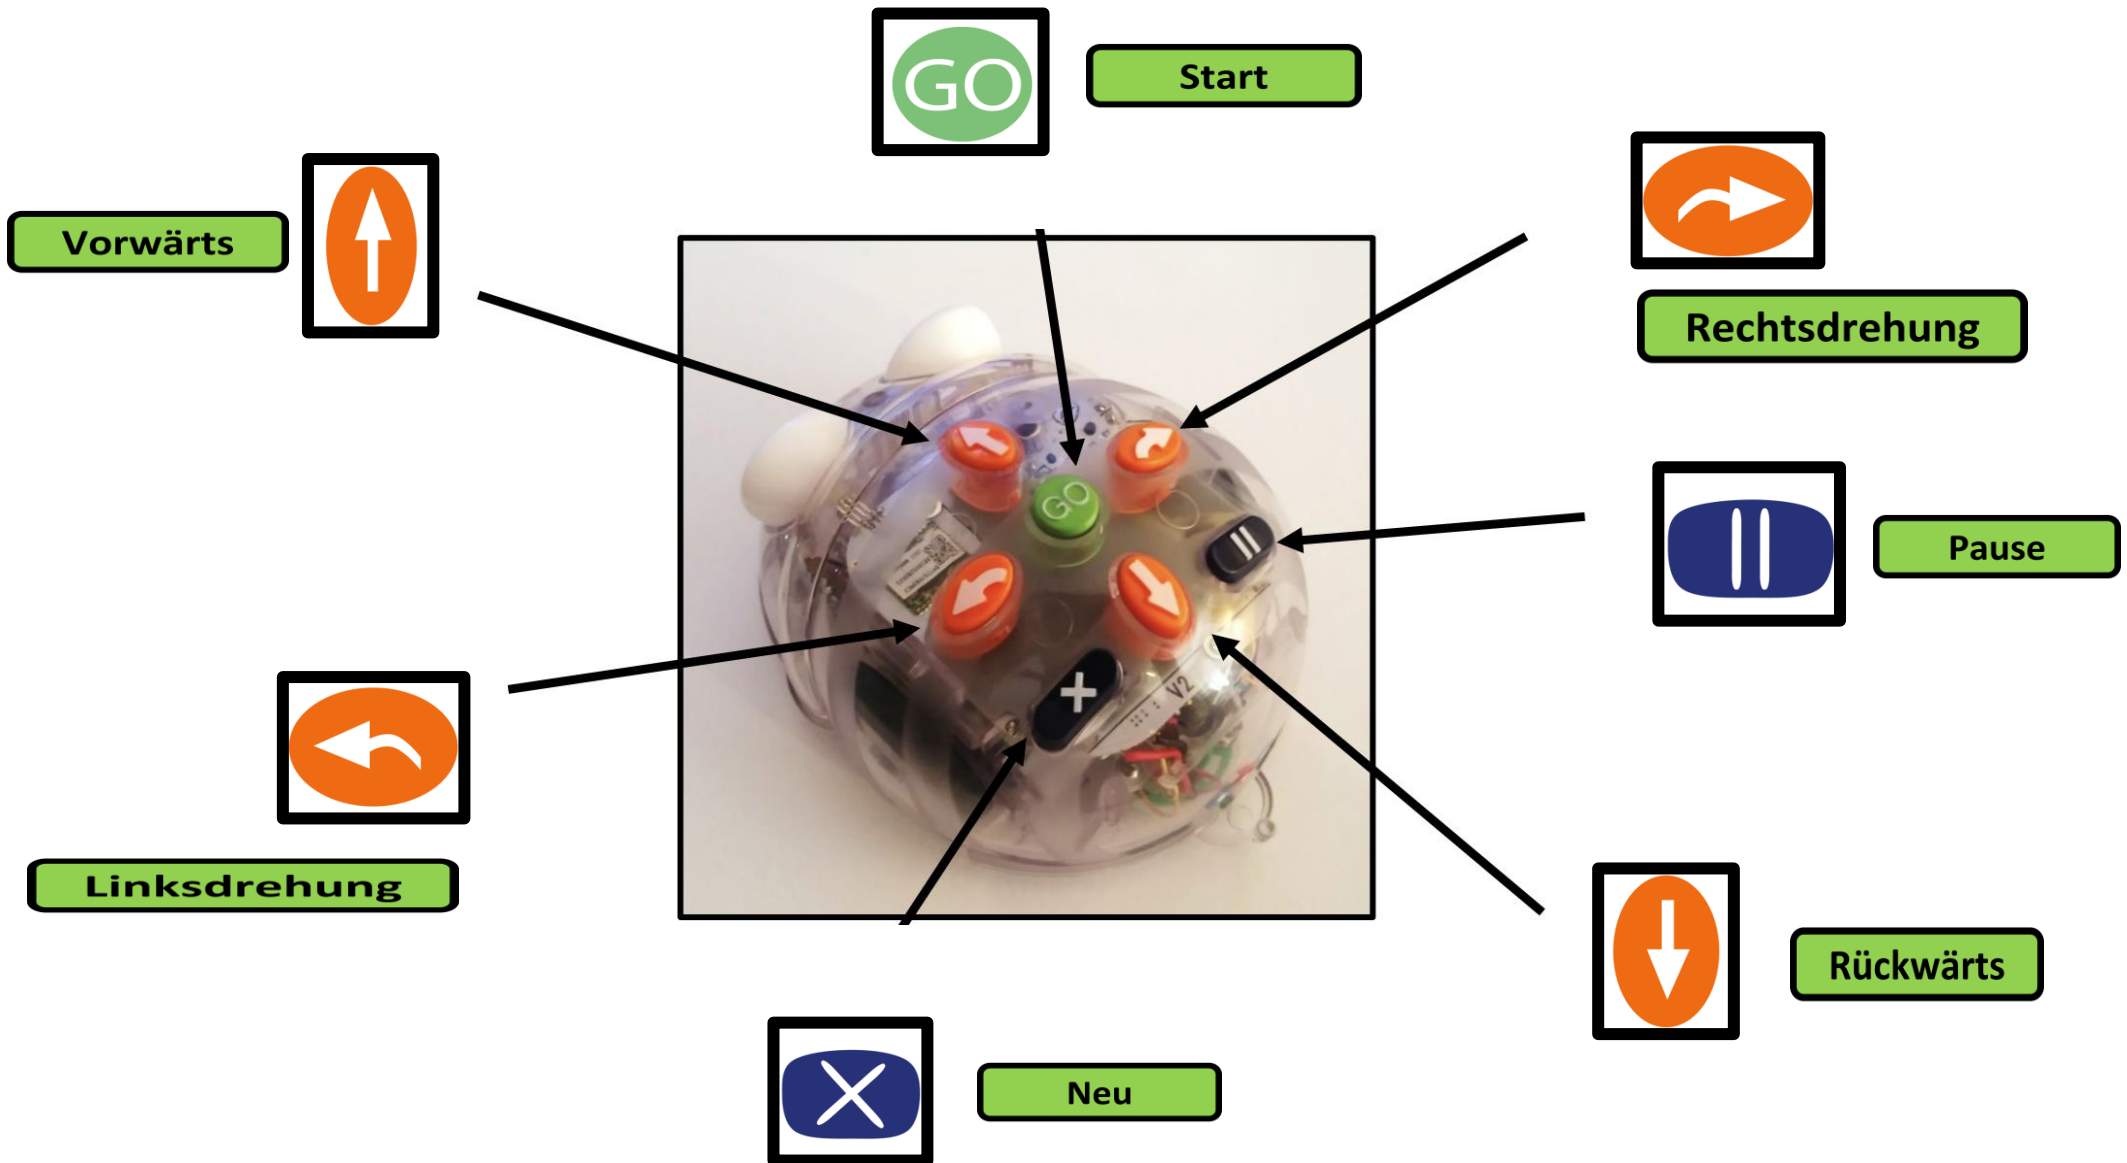 GO
Start
Vorwärts
Rechtsdrehung
GO
Pause
V2
Linksdrehung
Rückwärts
Neu